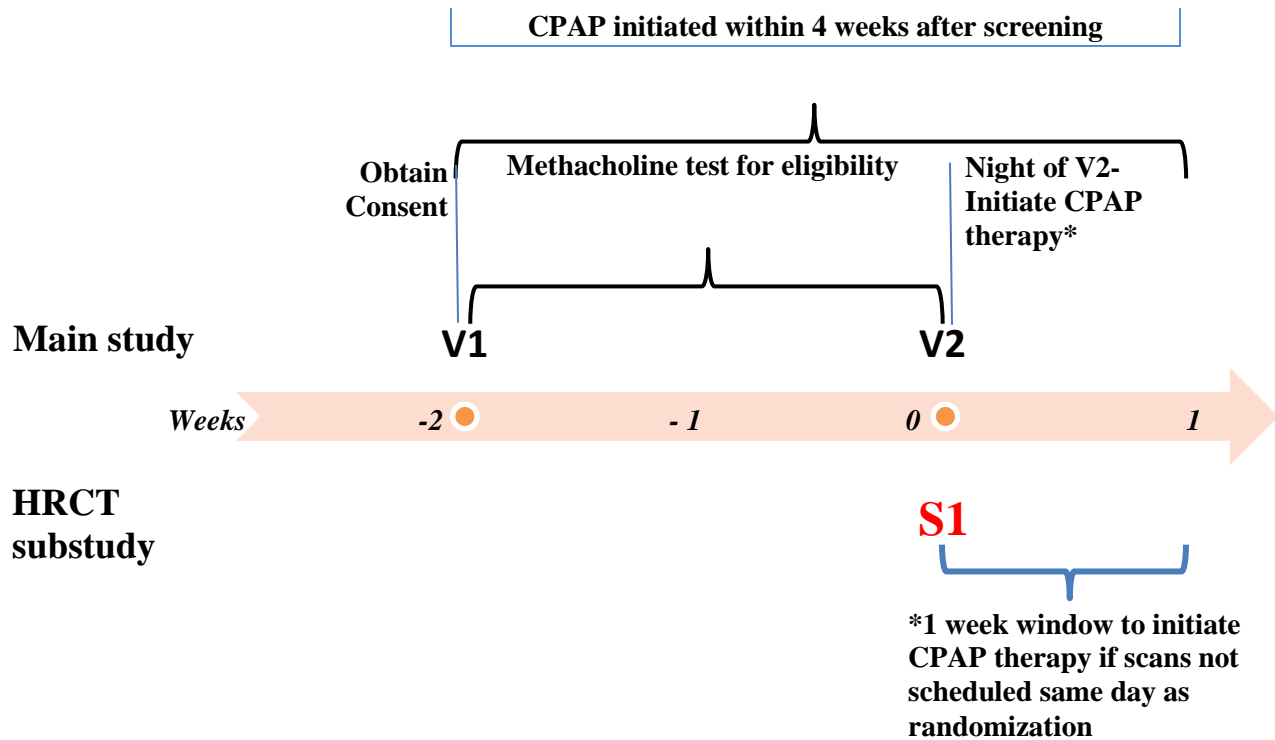 CPAP initiated within 4 weeks after screening
Obtain
Consent
Methacholine test for eligibility
Night of V2-
Initiate CPAP
therapy*
Main study
V1
V2
Weeks
-2
- 1
0
1
HRCT
substudy
S1
*1 week window to initiate
CPAP therapy if scans not
scheduled same day as
randomization